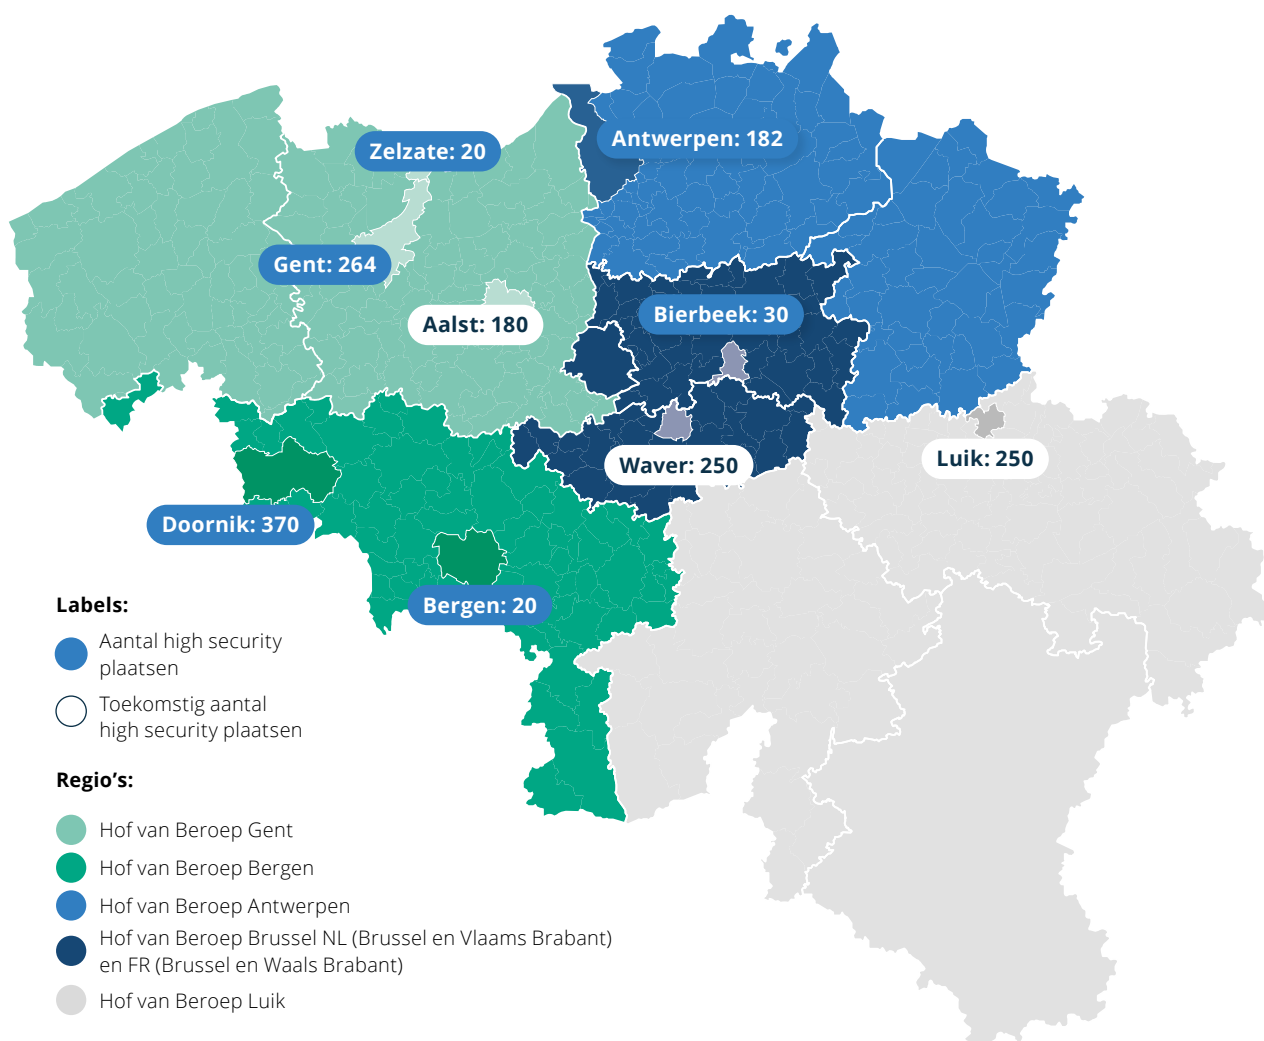 Antwerpen: 182
Zelzate: 20
Gent: 264
Bierbeek: 30
Aalst: 180
Waver: 250
Luik: 250
Doornik: 370
Bergen: 20
Labels:
Aantal high security
plaatsen
Toekomstig aantal
high security plaatsen
Regio’s:
Hof van Beroep Gent
Hof van Beroep Bergen
Hof van Beroep Antwerpen
Hof van Beroep Brussel NL (Brussel en Vlaams Brabant)
en FR (Brussel en Waals Brabant)
Hof van Beroep Luik